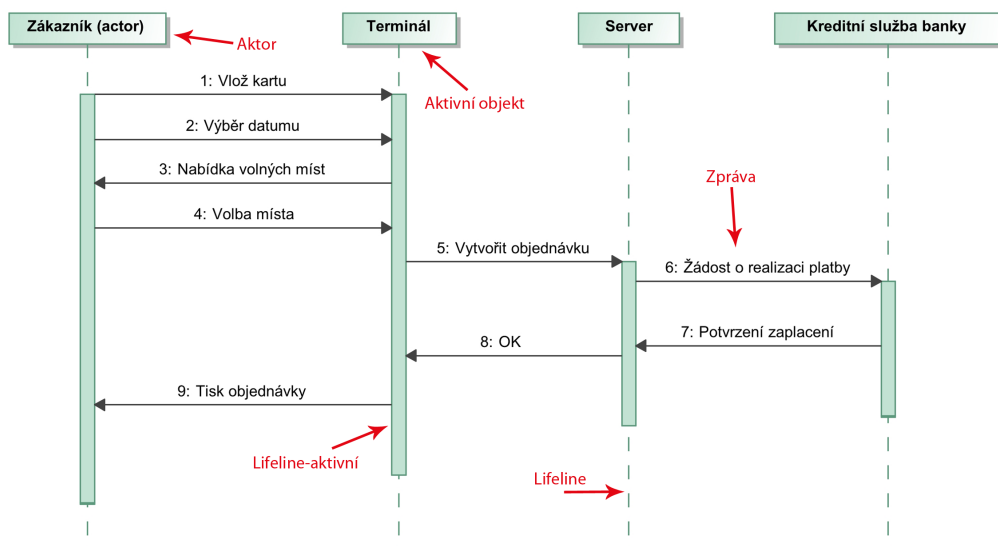 Zákazník (actor)
Terminál
Server
Kreditní služba banky
Aktor
Aktivní objekt
1: Vlož kartu
2: Výběr datumu
3: Nabídka volných míst
Zpráva
4: Volba místa
5: Vytvořit objednávku
6: Žádost o realizaci platby
7: Potvrzení zaplacení
8: OK
9: Tisk objednávky
Lifeline-aktivní
Lifeline